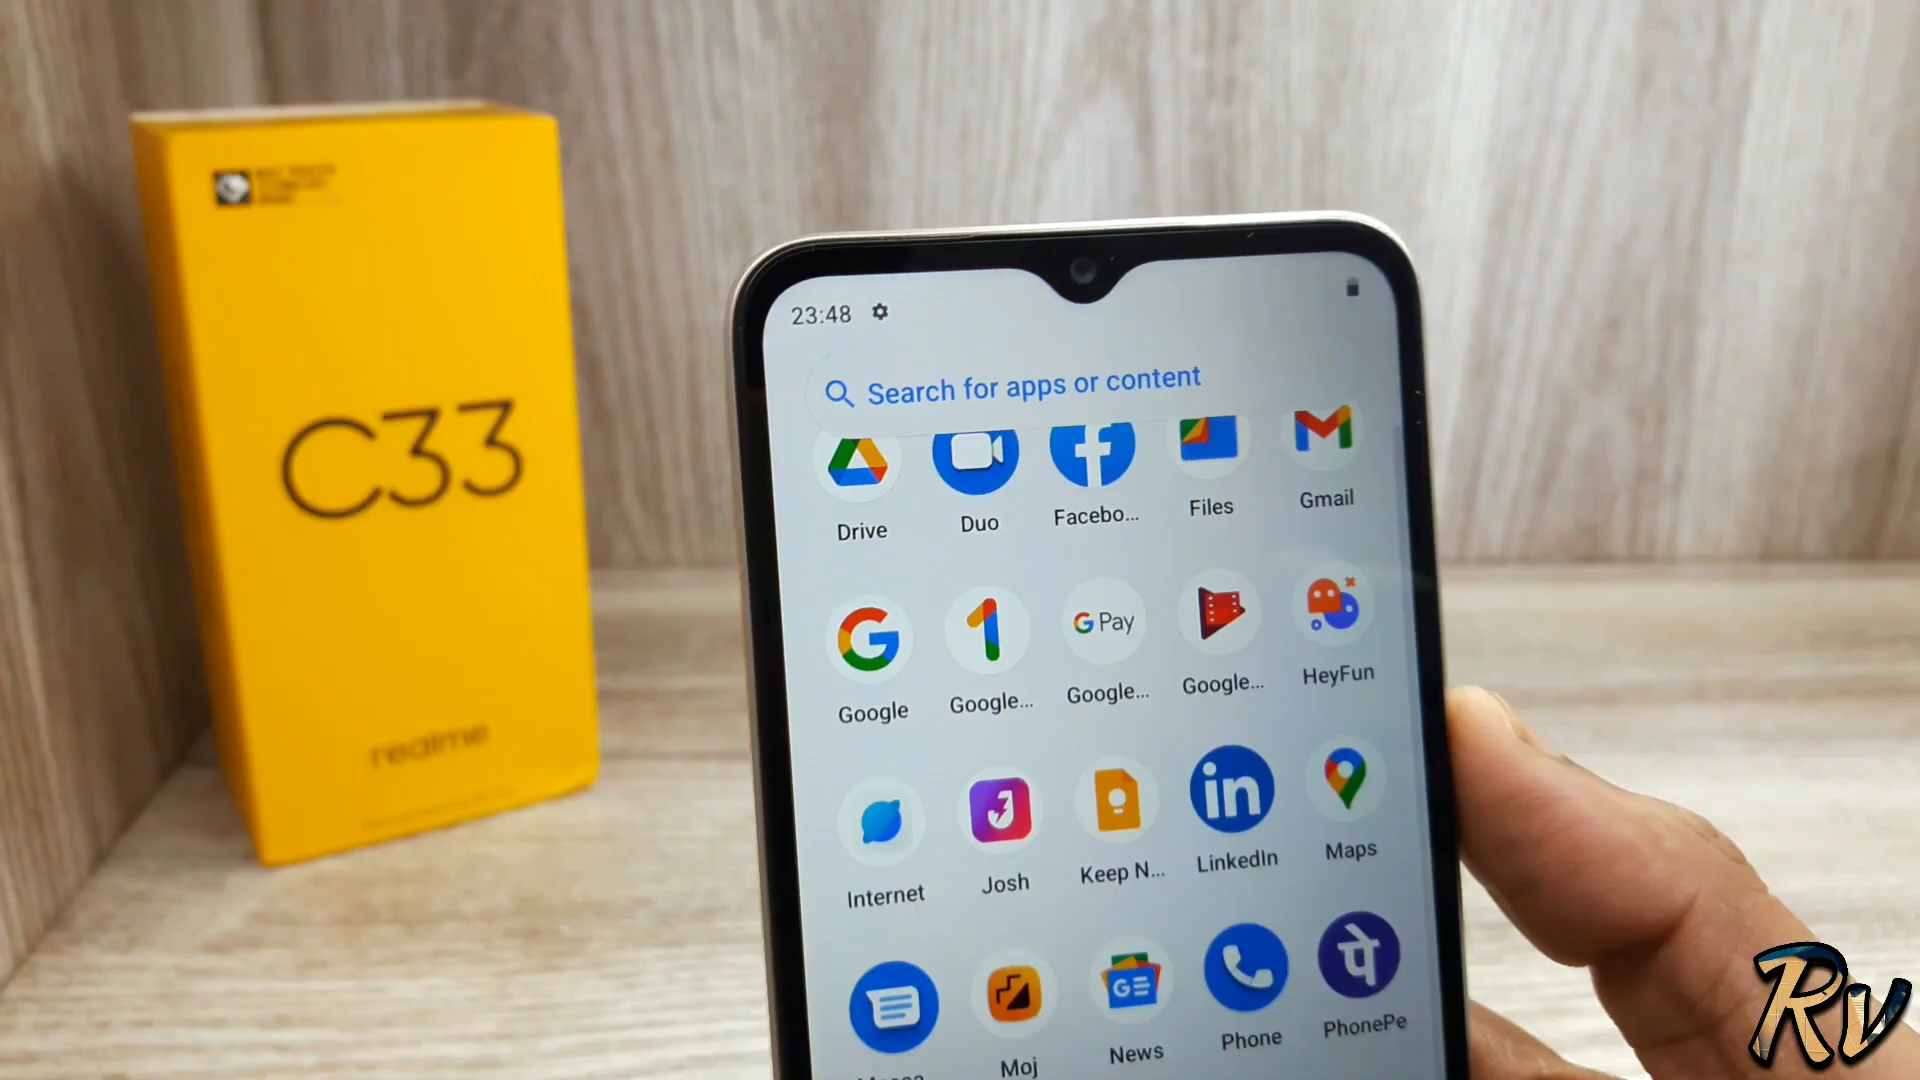 C33
realme
23:48
Search for apps or content
Drive
Duo
Facebo...
Files
Gmail
G Pay
Google
Google...
Google...
Google...
HeyFun
in
Internet
Josh
Keep N...
LinkedIn
Maps
पे
Moj
News
Phone
PhonePe
Rv